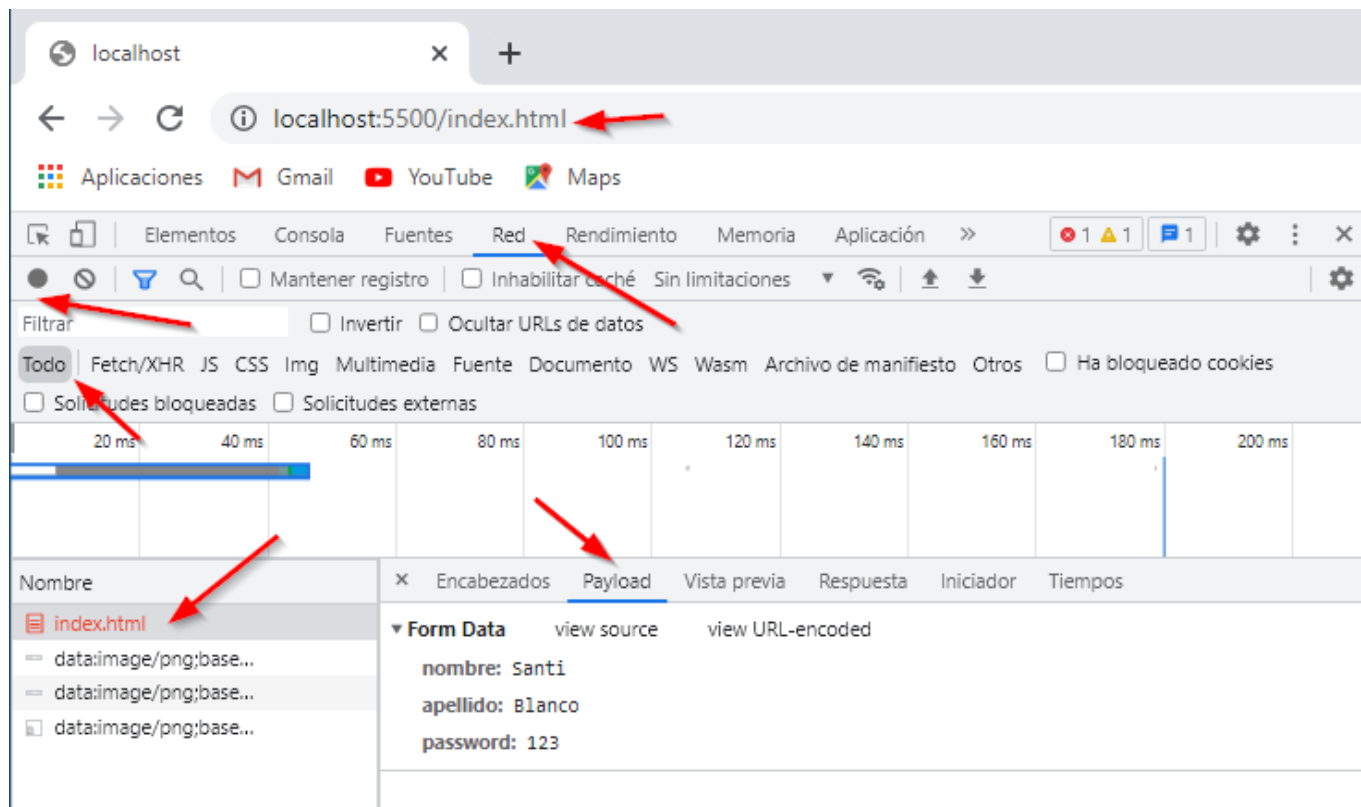 localhost
localhost:5500/index.html
Aplicaciones Gmail YouTube Maps
Elementos Consola Fuentes Red Rendimiento Memoria Aplicación » 1 1 1
Mantener registro Inhabilitar caché Sin limitaciones
Filtrar Invertir Ocultar URLs de datos
Todo Fetch/XHR JS CSS Img Multimedia Fuente Documento WS Wasm Archivo de manifiesto Otros Ha bloqueado cookies
Solicitudes bloqueadas Solicitudes externas
20 ms 40 ms 60 ms 80 ms 100 ms 120 ms 140 ms 160 ms 180 ms 200 ms
Nombre Encabezados Payload Vista previa Respuesta Iniciador Tiempos
index.html Form Data view source view URL-encoded
data:image/png;base... nombre: Santi
data:image/png;base... apellido: Blanco
data:image/png;base... password: 123